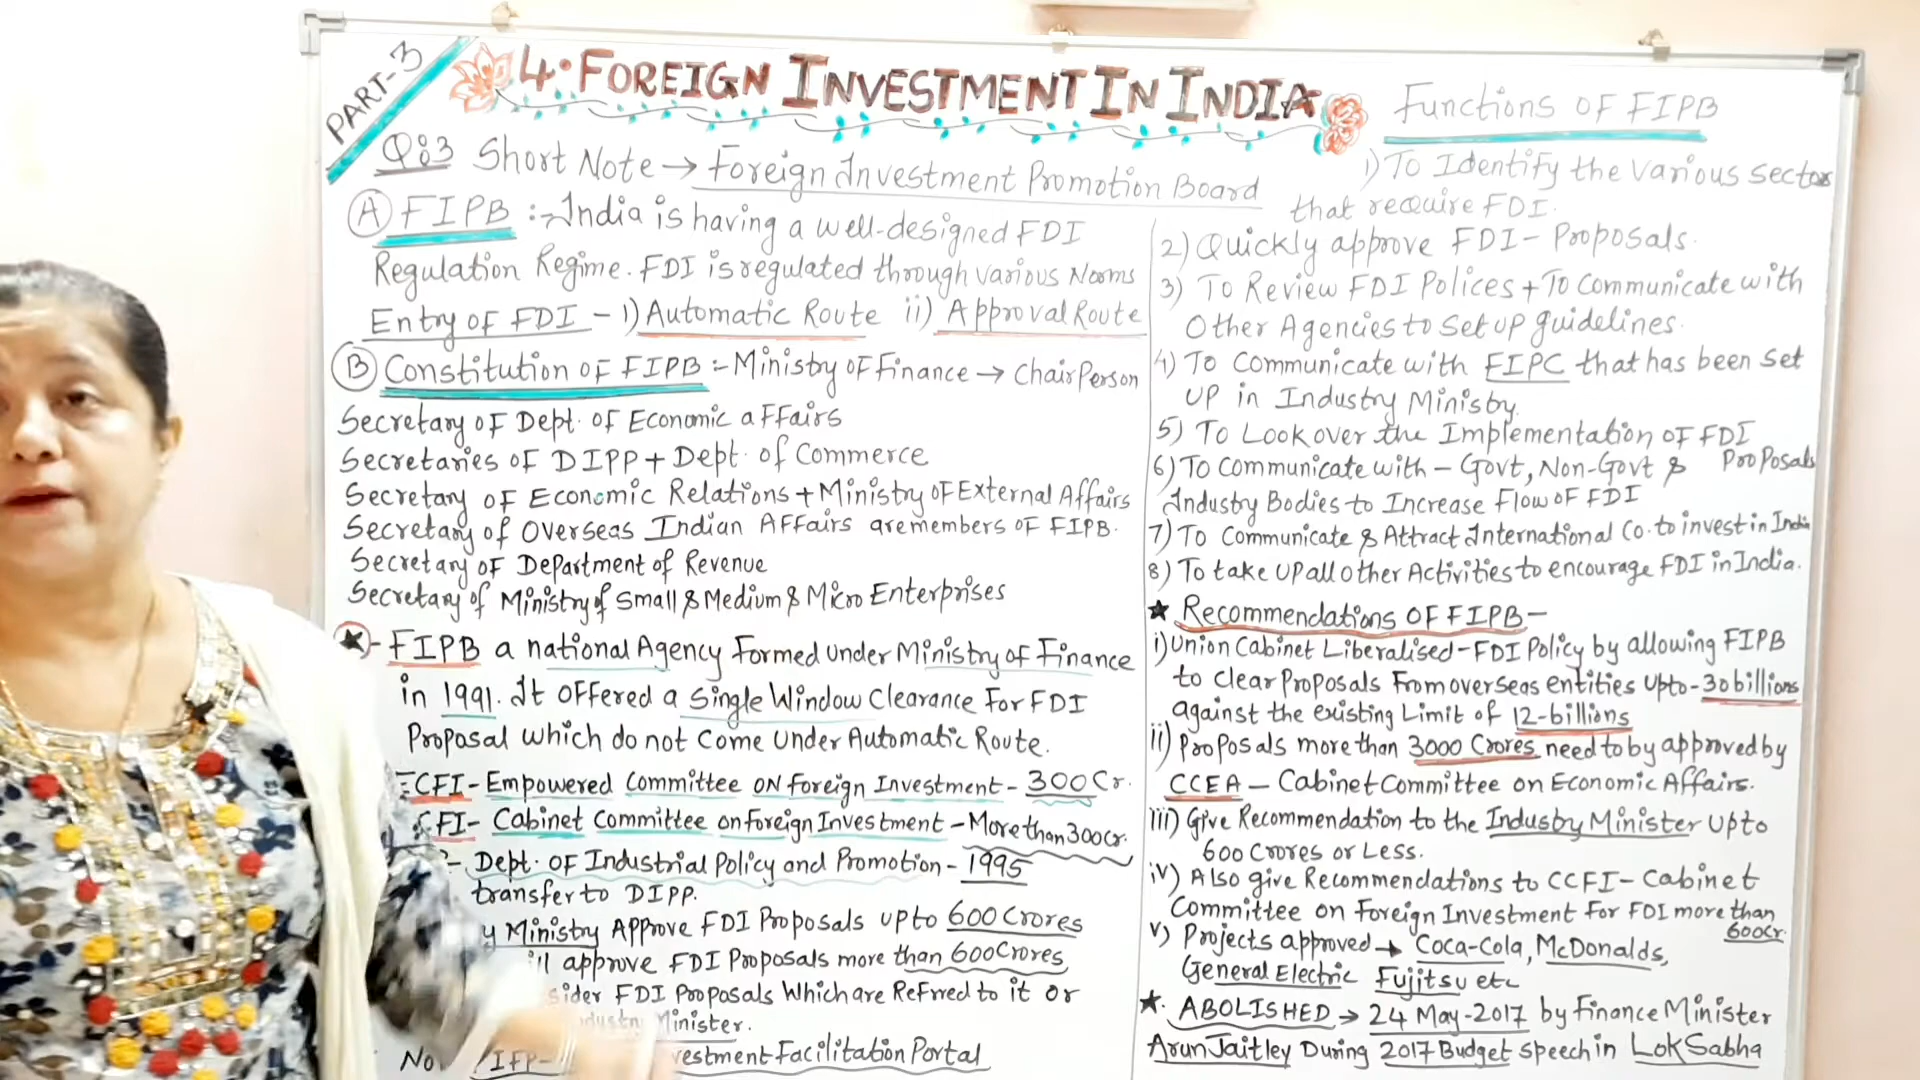 PART-3
4. FOREIGN INVESTMENT IN INDIA
Q:3 Short Note → Foreign Investment Promotion Board
(A) FIPB :- India is having a well-designed FDI
Regulation Regime. FDI is regulated through various Norms
Entry of FDI - i) Automatic Route ii) Approval Route
(B) Constitution of FIPB :- Ministry of Finance → ChairPerson
Secretary of Dept. of Economic affairs
Secretaries of DIPP + Dept. of Commerce
Secretary of Economic Relations + Ministry of External Affairs
Secretary of Overseas Indian Affairs are members of FIPB.
Secretary of Department of Revenue
Secretary of Ministry of Small & Medium & Micro Enterprises
★- FIPB a national Agency formed under Ministry of Finance
in 1991. It offered a Single Window Clearance For FDI
Proposal which do not come under Automatic Route.
ECFI- Empowered Committee on Foreign Investment - 300Cr.
CFI- Cabinet Committee on Foreign Investment - More than 300Cr.
- Dept. of Industrial Policy and Promotion - 1995
transfer to DIPP.
y Ministry Approve FDI Proposals upto 600 Crores
ill approve FDI Proposals more than 600 Crores
sider FDI Proposals which are Refrred to it or
Minister.
FIFP- vestment Facilitation Portal
Functions of FIPB
i) To Identify the various sector
that require FDI.
2) Quickly approve FDI - Proposals.
3) To Review FDI Polices + To Communicate with
Other Agencies to set up guidelines.
4) To Communicate with FIPC that has been set
up in Industry Ministry.
5) To Look over the Implementation of FDI
Proposals
6) To communicate with - Govt, Non-Govt &
Industry Bodies to Increase Flow of FDI
7) To Communicate & Attract International Co. to invest in India
8) To take up all other Activities to encourage FDI in India.
★ Recommendations of FIPB -
i) Union Cabinet Liberalised - FDI Policy by allowing FIPB
to clear Proposals From overseas entities upto - 30 billions
against the existing Limit of 12-billions
ii) Proposals more than 3000 Crores need to by approved by
CCEA - Cabinet Committee on Economic Affairs.
iii) Give Recommendation to the Industry Minister upto
600 Crores or Less.
iv) Also give Recommendations to CCFI - Cabinet
Committee on Foreign Investment for FDI more than
600Cr.
v) Projects approved → Coca-Cola, McDonalds,
General Electric Fujitsu etc
★. ABOLISHED → 24 May-2017 by Finance Minister
Arun Jaitley During 2017 Budget speech in Lok Sabha